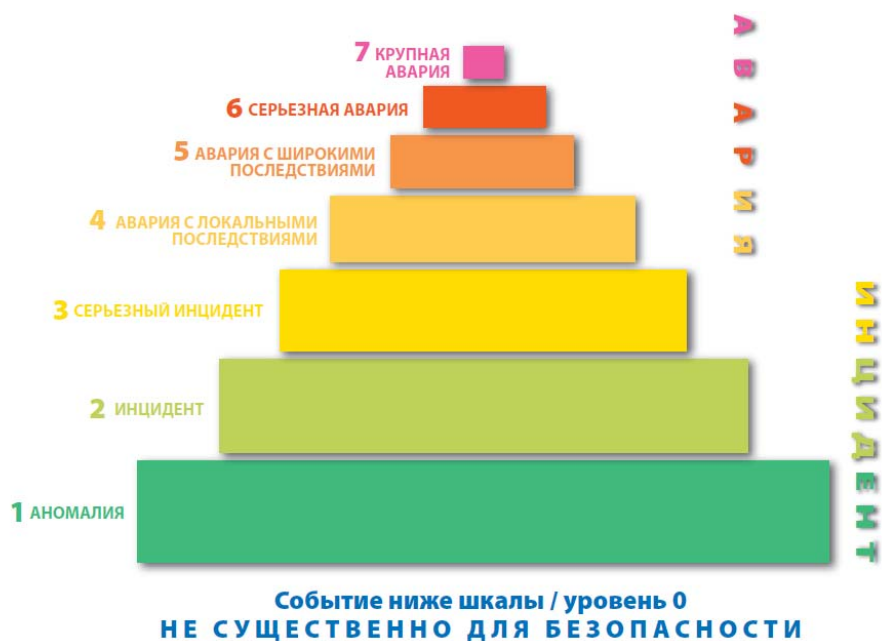 7 КРУПНАЯ
АВАРИЯ
6 СЕРЬЕЗНАЯ АВАРИЯ
5 АВАРИЯ С ШИРОКИМИ
ПОСЛЕДСТВИЯМИ
4 АВАРИЯ С ЛОКАЛЬНЫМИ
ПОСЛЕДСТВИЯМИ
3 СЕРЬЕЗНЫЙ ИНЦИДЕНТ
2 ИНЦИДЕНТ
1 АНОМАЛИЯ
АВАРИЯ
ИНЦИДЕНТ
Событие ниже шкалы / уровень 0
НЕ СУЩЕСТВЕННО ДЛЯ БЕЗОПАСНОСТИ